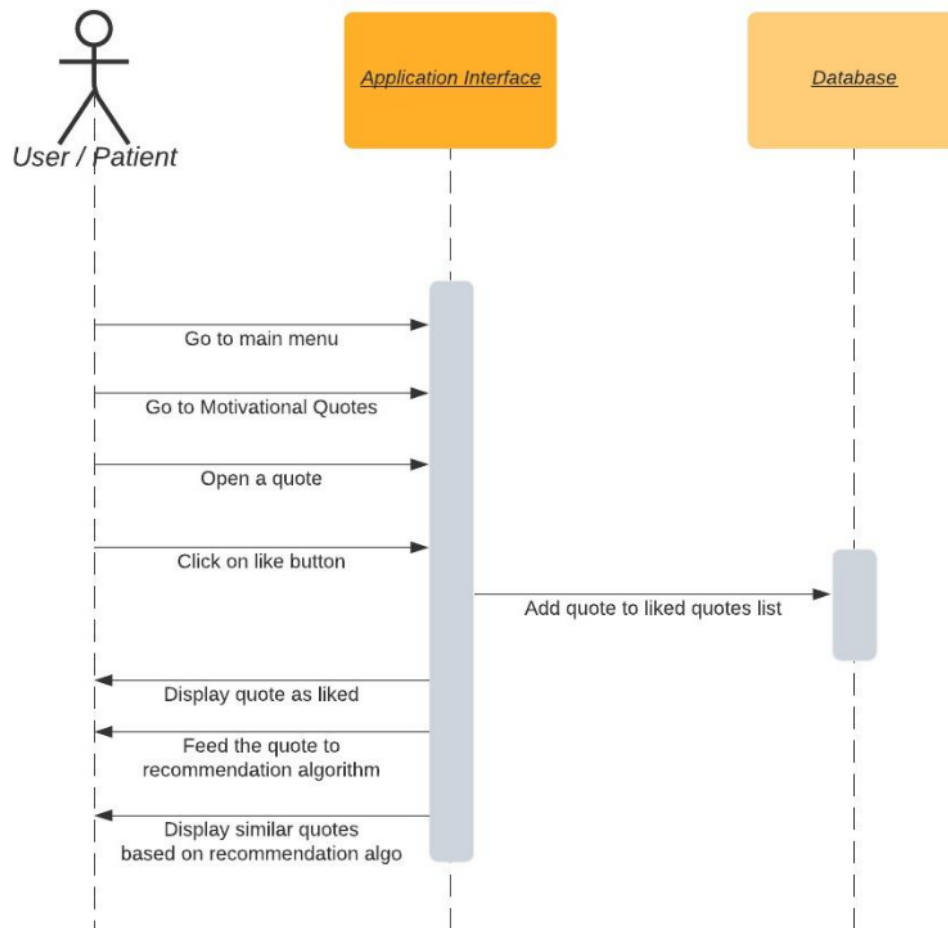 Application Interface
Database
User / Patient
Go to main menu
Go to Motivational Quotes
Open a quote
Click on like button
Add quote to liked quotes list
Display quote as liked
Feed the quote to
recommendation algorithm
Display similar quotes
based on recommendation algo